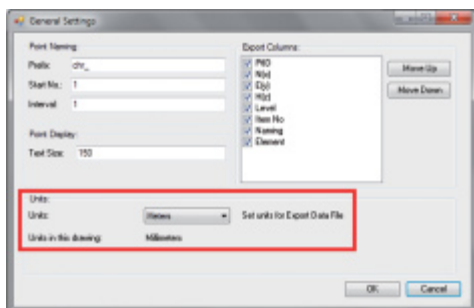 General Settings
Point Naming:
Prefix: chr_
Start No.: 1
Interval: 1
Point Display:
Text Size: 150
Export Columns:
PtID
N(x)
E(y)
H(z)
Level
Item No
Naming
Element
Move Up
Move Down
Units:
Units: Meters Set units for Export Data File
Units in this drawing: Millimeters
OK Cancel